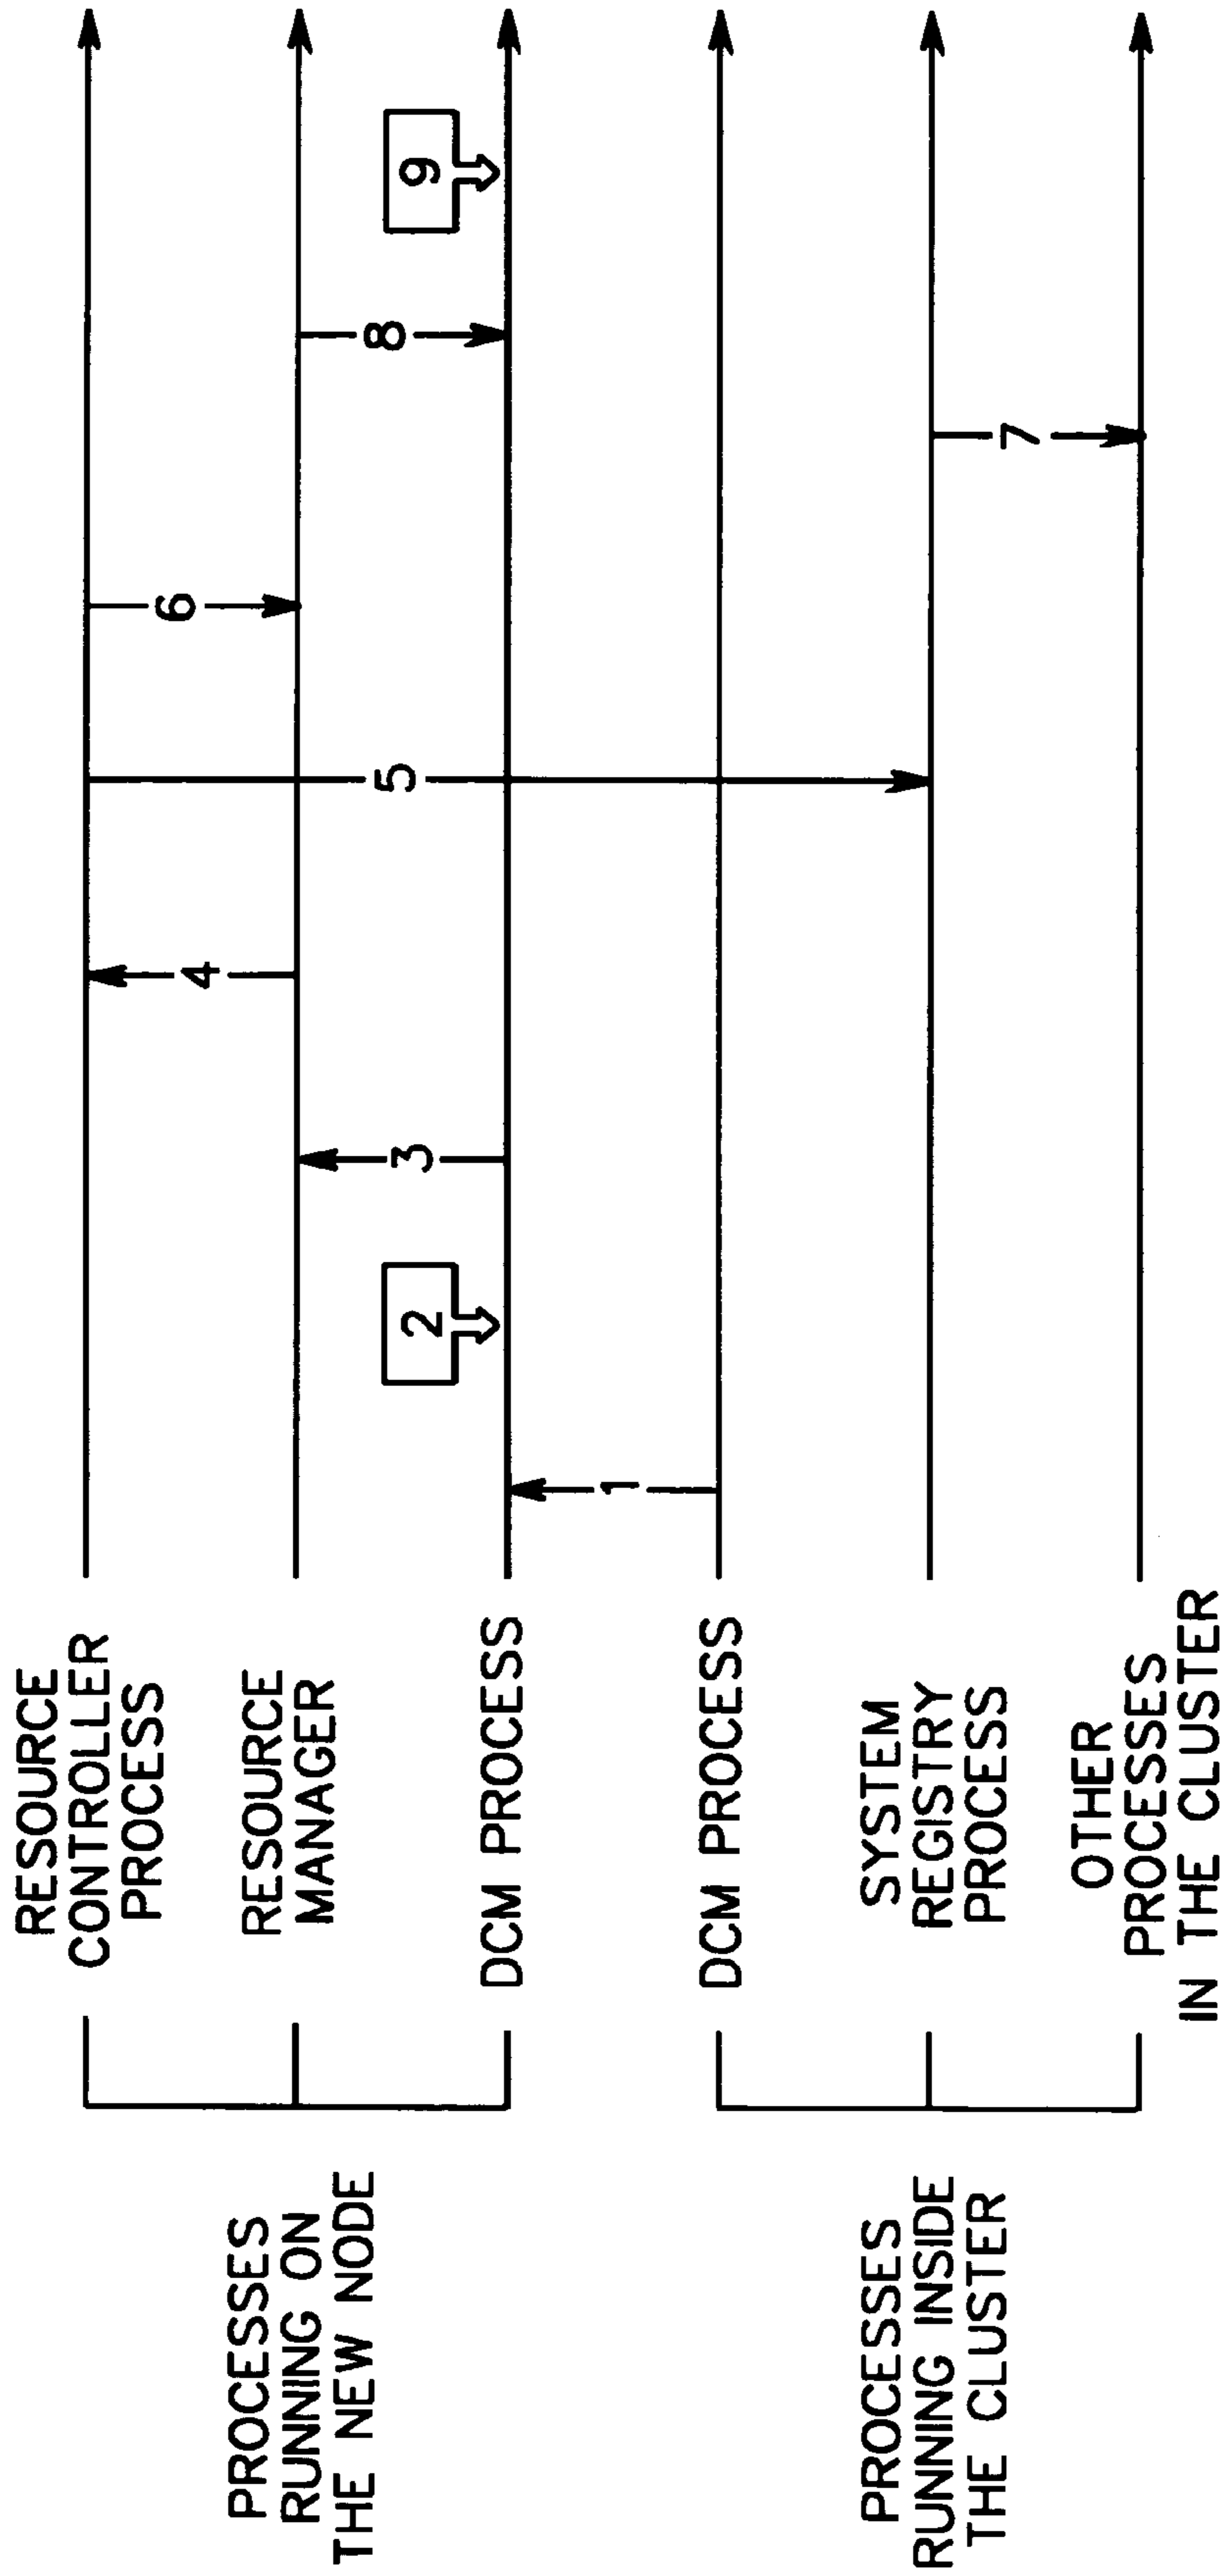 PROCESSES
RUNNING ON
THE NEW NODE
RESOURCE
CONTROLLER
PROCESS
RESOURCE
MANAGER
DCM PROCESS
PROCESSES
RUNNING INSIDE
THE CLUSTER
DCM PROCESS
SYSTEM
REGISTRY
PROCESS
OTHER
PROCESSES
IN THE CLUSTER
1
2
3
4
5
6
7
8
9